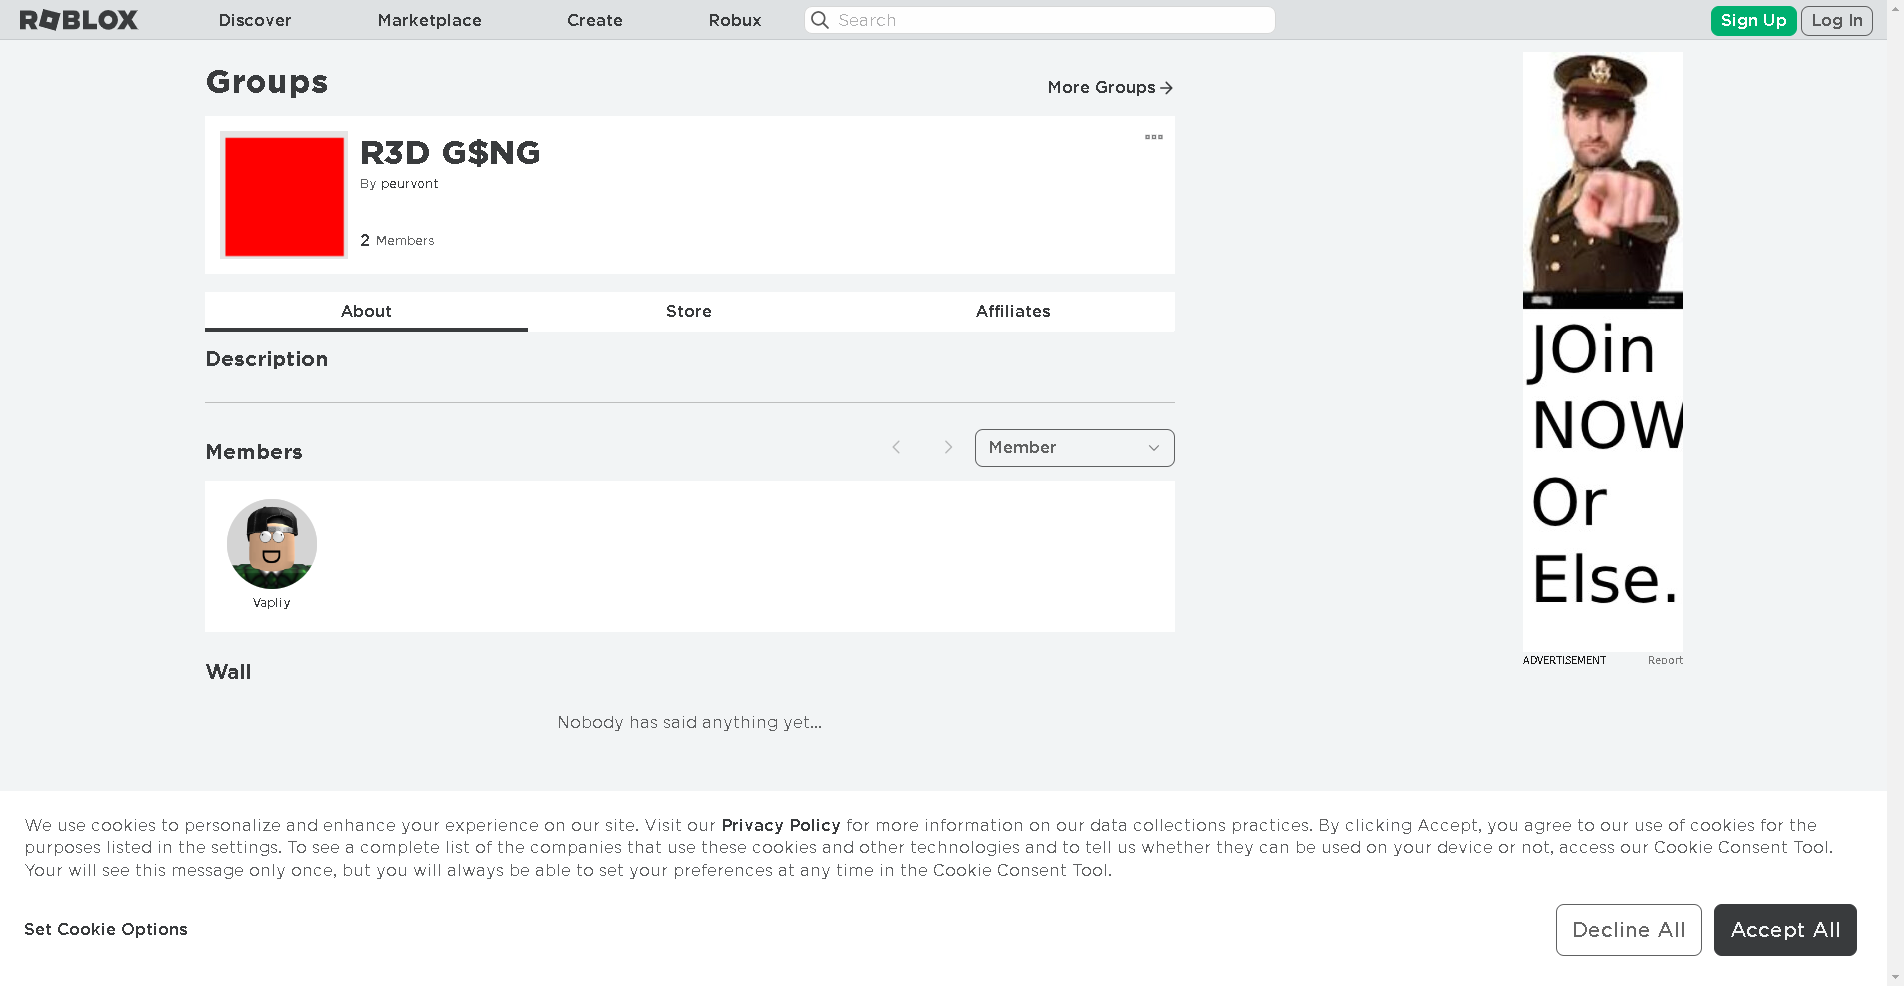 ROBLOX Discover Marketplace Create Robux Search Sign Up Log In
Groups
More Groups
R3D G$NG
By peurvont
2 Members
About Store Affiliates
Description
Members
Member
Vapliy
Wall
Nobody has said anything yet...
JOin
NOW
Or
Else.
ADVERTISEMENT Report
We use cookies to personalize and enhance your experience on our site. Visit our Privacy Policy for more information on our data collections practices. By clicking Accept, you agree to our use of cookies for the
purposes listed in the settings. To see a complete list of the companies that use these cookies and other technologies and to tell us whether they can be used on your device or not, access our Cookie Consent Tool.
Your will see this message only once, but you will always be able to set your preferences at any time in the Cookie Consent Tool.
Set Cookie Options
Decline All Accept All